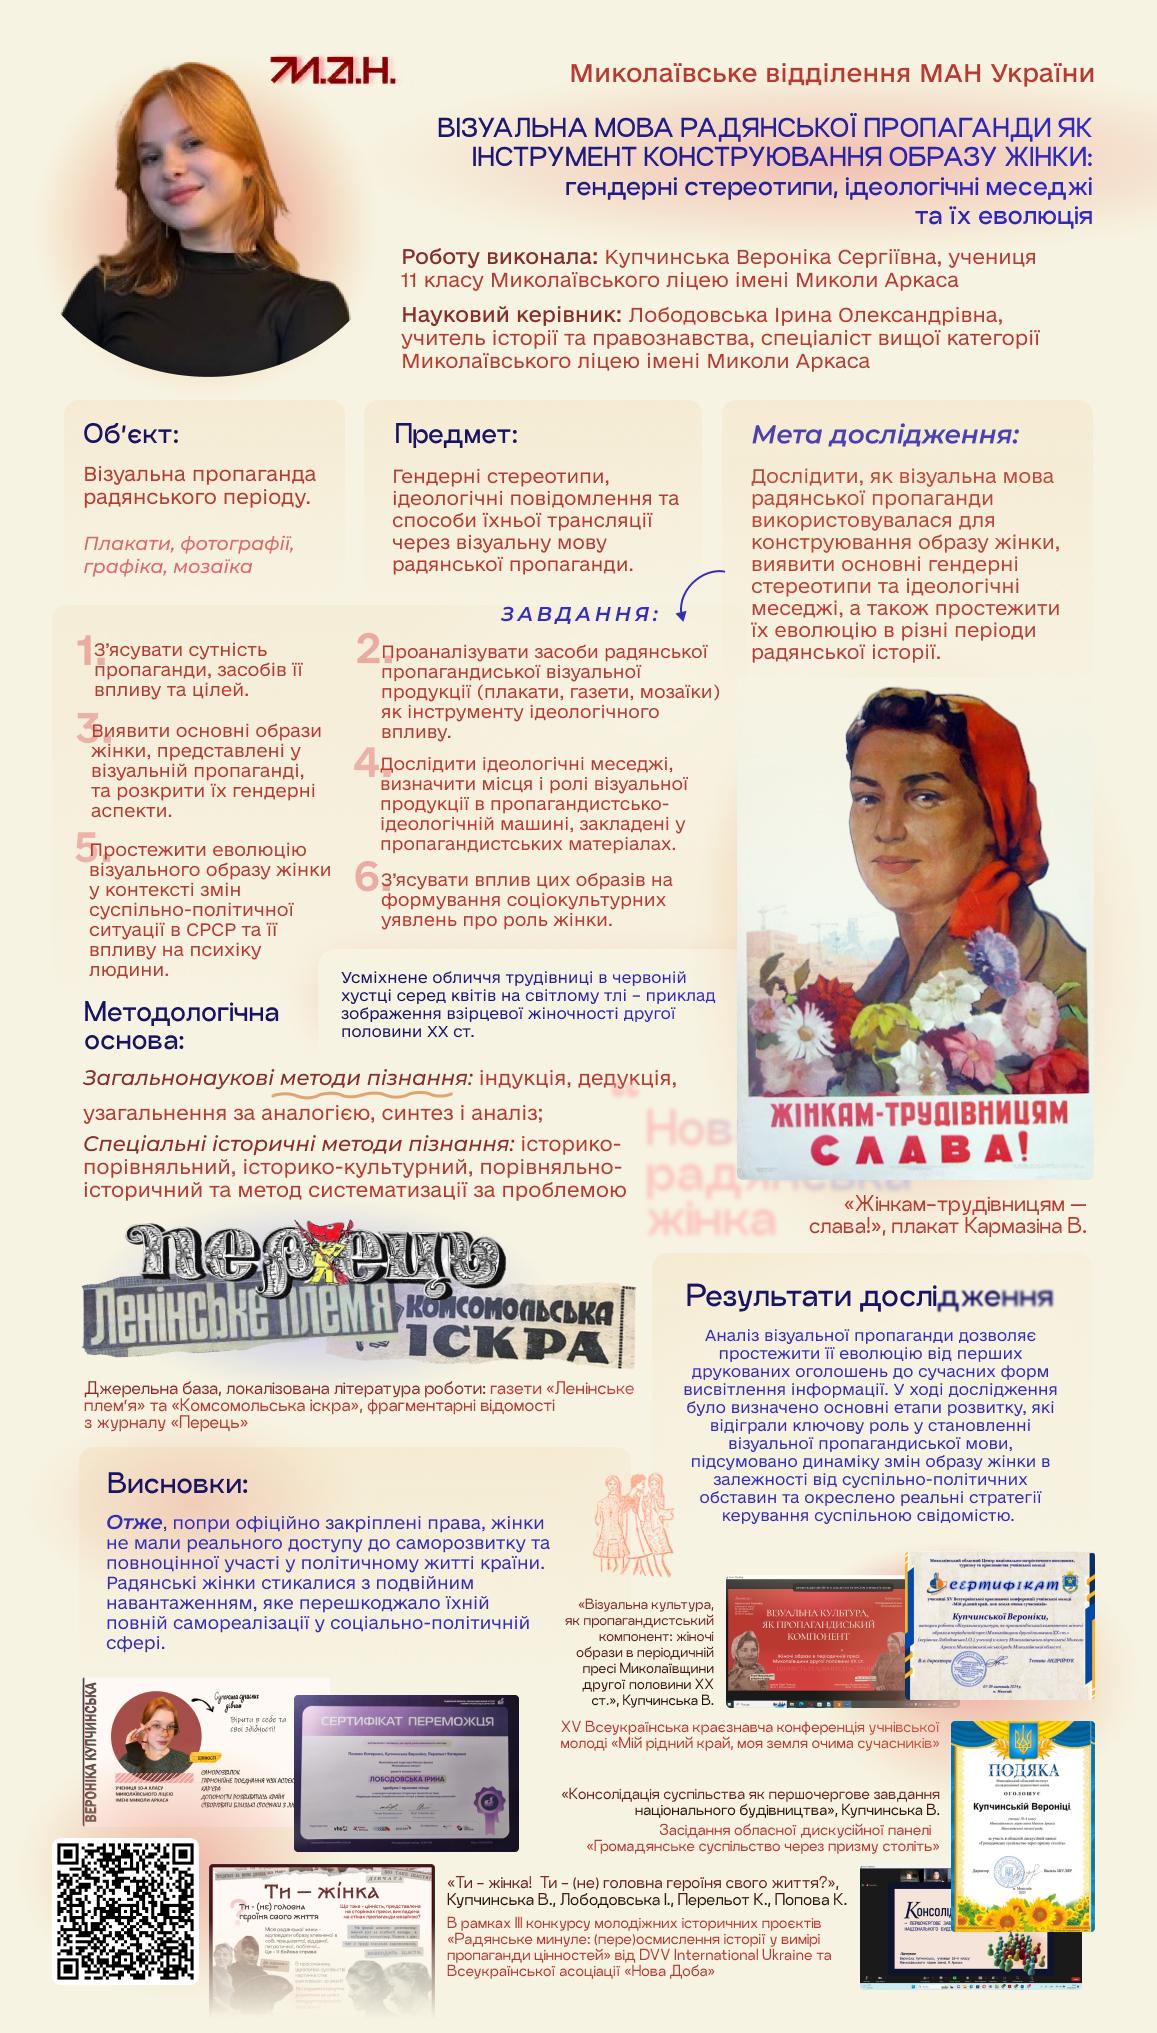 М.А.Н.
Миколаївське відділення МАН України
ВІЗУАЛЬНА МОВА РАДЯНСЬКОЇ ПРОПАГАНДИ ЯК
ІНСТРУМЕНТ КОНСТРУЮВАННЯ ОБРАЗУ ЖІНКИ:
гендерні стереотипи, ідеологічні меседжі
та їх еволюція
Роботу виконала: Купчинська Вероніка Сергіївна, учениця
11 класу Миколаївського ліцею імені Миколи Аркаса
Науковий керівник: Лободовська Ірина Олександрівна,
учитель історії та правознавства, спеціаліст вищої категорії
Миколаївського ліцею імені Миколи Аркаса
Об'єкт:
Візуальна пропаганда
радянського періоду.
Плакати, фотографії,
графіка, мозаїка
Предмет:
Гендерні стереотипи,
ідеологічні повідомлення та
способи їхньої трансляції
через візуальну мову
радянської пропаганди.
Мета дослідження:
Дослідити, як візуальна мова
радянської пропаганди
використовувалася для
конструювання образу жінки,
виявити основні гендерні
стереотипи та ідеологічні
меседжі, а також простежити
їх еволюцію в різні періоди
радянської історії.
ЗАВДАННЯ:
1. З'ясувати сутність
пропаганди, засобів її
впливу та цілей.
2. Проаналізувати засоби радянської
пропагандиської візуальної
продукції (плакати, газети, мозаїки)
як інструменту ідеологічного
впливу.
3. Виявити основні образи
жінки, представлені у
візуальній пропаганді,
та розкрити їх гендерні
аспекти.
4. Дослідити ідеологічні меседжі,
визначити місця і ролі візуальної
продукції в пропагандистсько-
ідеологічній машині, закладені у
пропагандистських матеріалах.
5. Простежити еволюцію
візуального образу жінки
у контексті змін
суспільно-політичної
ситуації в СРСР та її
впливу на психіку
людини.
6. З'ясувати вплив цих образів на
формування соціокультурних
уявлень про роль жінки.
Усміхнене обличчя трудівниці в червоній
хустці серед квітів на світлому тлі – приклад
зображення взірцевої жіночності другої
половини ХХ ст.
Методологічна
основа:
Загальнонаукові методи пізнання: індукція, дедукція,
узагальнення за аналогією, синтез і аналіз;
Спеціальні історичні методи пізнання: історико-
порівняльний, історико-культурний, порівняльно-
історичний та метод систематизації за проблемою
“
Нов
радянська
жінка
ЖІНКАМ-ТРУДІВНИЦЯМ
СЛАВА!
«Жінкам-трудівницям —
слава!», плакат Кармазіна В.
перець
Ленінське племя
комсомольська
ІСКРА
Джерельна база, локалізована література роботи: газети «Ленінське
плем'я» та «Комсомольська іскра», фрагментарні відомості
з журналу «Перець»
Результати дослідження
Аналіз візуальної пропаганди дозволяє
простежити її еволюцію від перших
друкованих оголошень до сучасних форм
висвітлення інформації. У ході дослідження
було визначено основні етапи розвитку, які
відіграли ключову роль у становленні
візуальної пропагандиської мови,
підсумовано динаміку змін образу жінки в
залежності від суспільно-політичних
обставин та окреслено реальні стратегії
керування суспільною свідомістю.
Висновки:
Отже, попри офіційно закріплені права, жінки
не мали реального доступу до саморозвитку та
повноцінної участі у політичному житті країни.
Радянські жінки стикалися з подвійним
навантаженням, яке перешкоджало їхній
повній самореалізації у соціально-політичній
сфері.
«Візуальна культура,
як пропагандистський
компонент: жіночі
образи в періодичній
пресі Миколаївщини
другої половини ХХ
ст.», Купчинська В.
ВІЗУАЛЬНА КУЛЬТУРА,
ЯК ПРОПАГАНДИСЬКИЙ
КОМПОНЕНТ
Жіночі образи в періодичній пресі
Миколаївщини другої половини ХХ ст.
сертифікат
Купчинської Вероніки,
XV Всеукраїнська краєзнавча конференція учнівської
молоді «Мій рідний край, моя земля очима сучасників»
«Консолідація суспільства як першочергове завдання
національного будівництва», Купчинська В.
Засідання обласної дискусійної панелі
«Громадянське суспільство через призму століть»
ПОДЯКА
ОГОЛОШУЄ
Купчинській Вероніці
ВЕРОНІКА КУПЧИНСЬКА
Вірити в себе та
свої здібності!
ЦІННОСТІ
УЧЕНИЦЯ 10-А КЛАСУ
МИКОЛАЇВСЬКОГО ЛІЦЕЮ
ІМЕНІ МИКОЛИ АРКАСА
САМОРОЗВИТОК
СЕРТИФІКАТ ПЕРЕМОЖЦЯ
ЛОБОДОВСЬКА ІРИНА
Ти – жінка
Ти - (не) головна
героїня свого життя
«Ти – жінка! Ти – (не) головна героїня свого життя?»,
Купчинська В., Лободовська І., Перельот К., Попова К.
В рамках ІІІ конкурсу молодіжних історичних проєктів
«Радянське минуле: (пере)осмислення історії у вимірі
пропаганди цінностей» від DVV International Ukraine та
Всеукраїнської асоціації «Нова Доба»